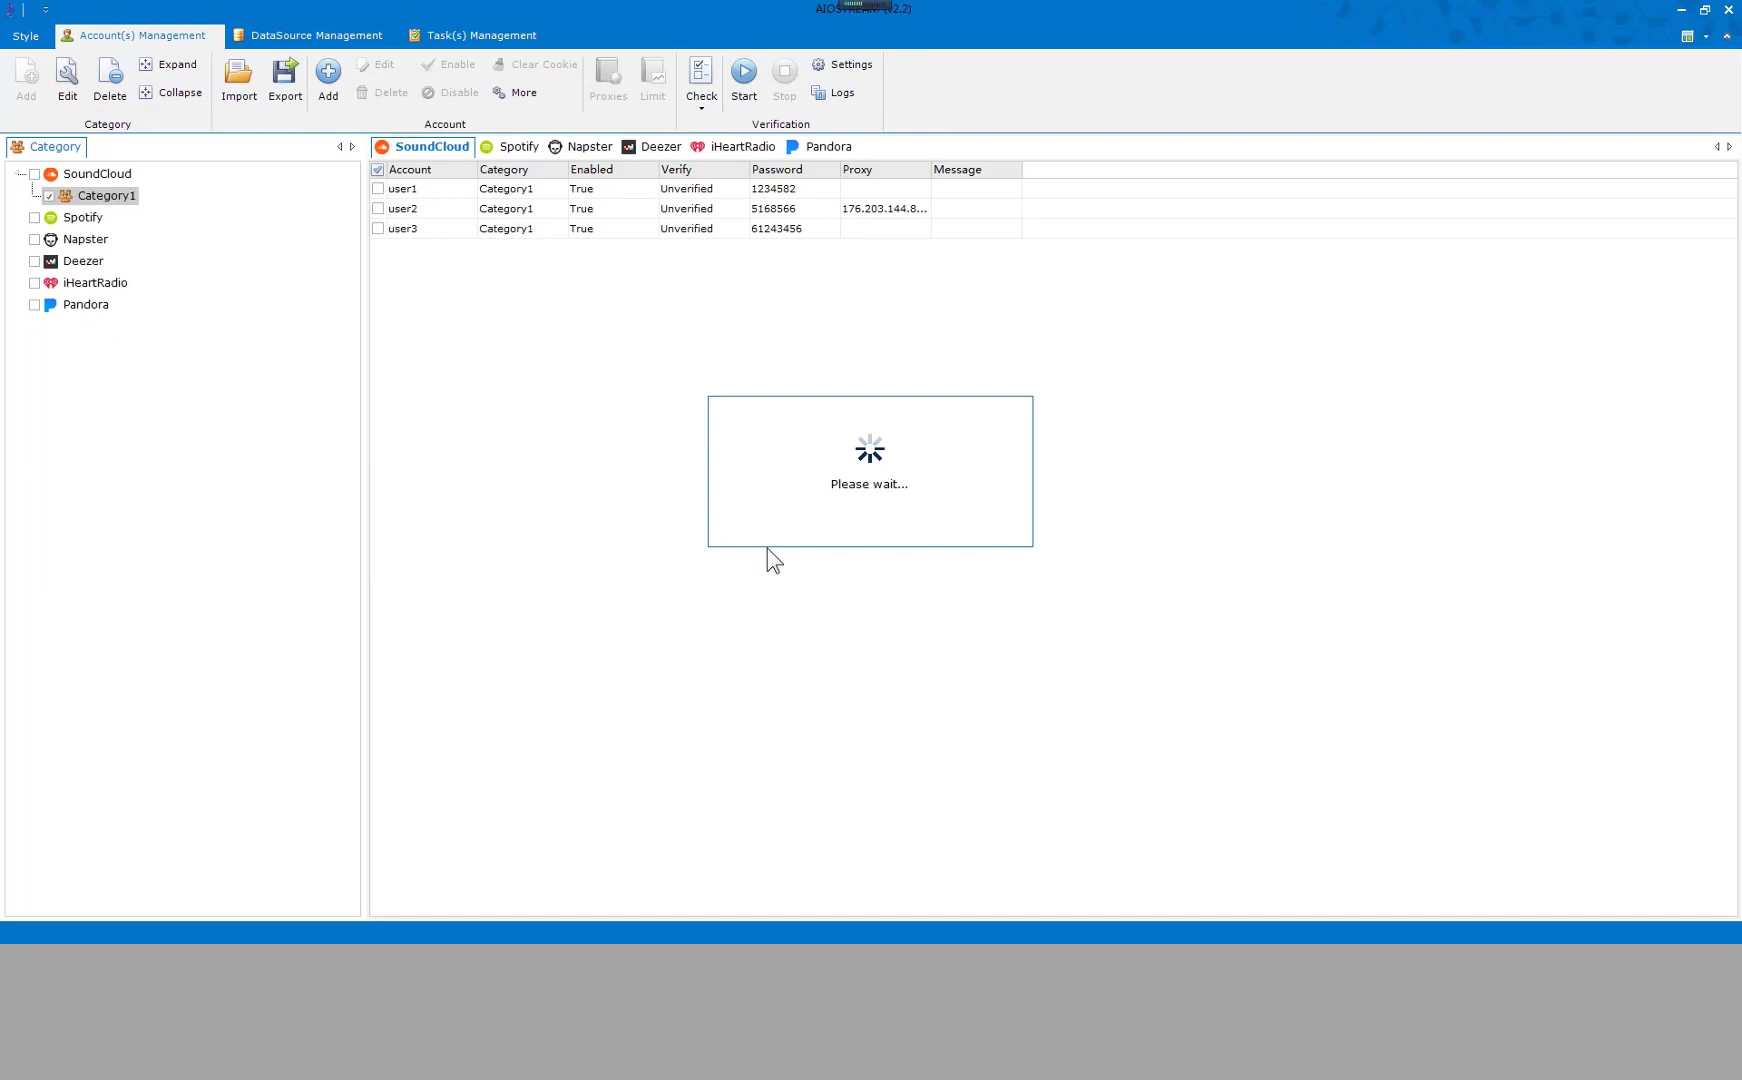 AIOSTREAM (v2.2)
Style Account(s) Management DataSource Management Task(s) Management
Add Edit Delete Expand Collapse
Category
Import Export Add Edit Delete Enable Disable Clear Cookie More Proxies Limit
Account
Check Start Stop Settings Logs
Verification
Category
SoundCloud
Category1
Spotify
Napster
Deezer
iHeartRadio
Pandora
SoundCloud Spotify Napster Deezer iHeartRadio Pandora
Account Category Enabled Verify Password Proxy Message
user1 Category1 True Unverified 1234582
user2 Category1 True Unverified 5168566 176.203.144.8...
user3 Category1 True Unverified 61243456
Please wait...